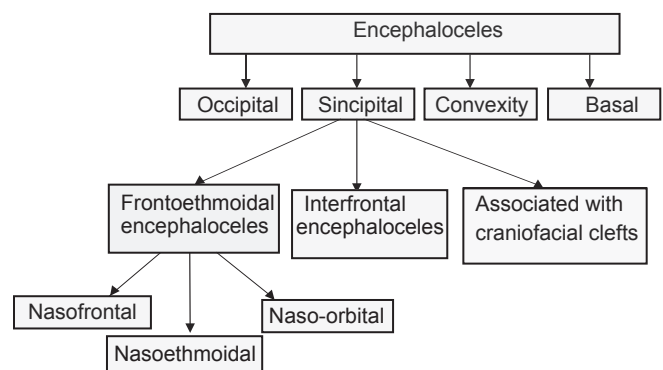 Encephaloceles
Occipital
Sincipital
Convexity
Basal
Frontoethmoidal
encephaloceles
Interfrontal
encephaloceles
Associated with
craniofacial clefts
Nasofrontal
Naso-orbital
Nasoethmoidal